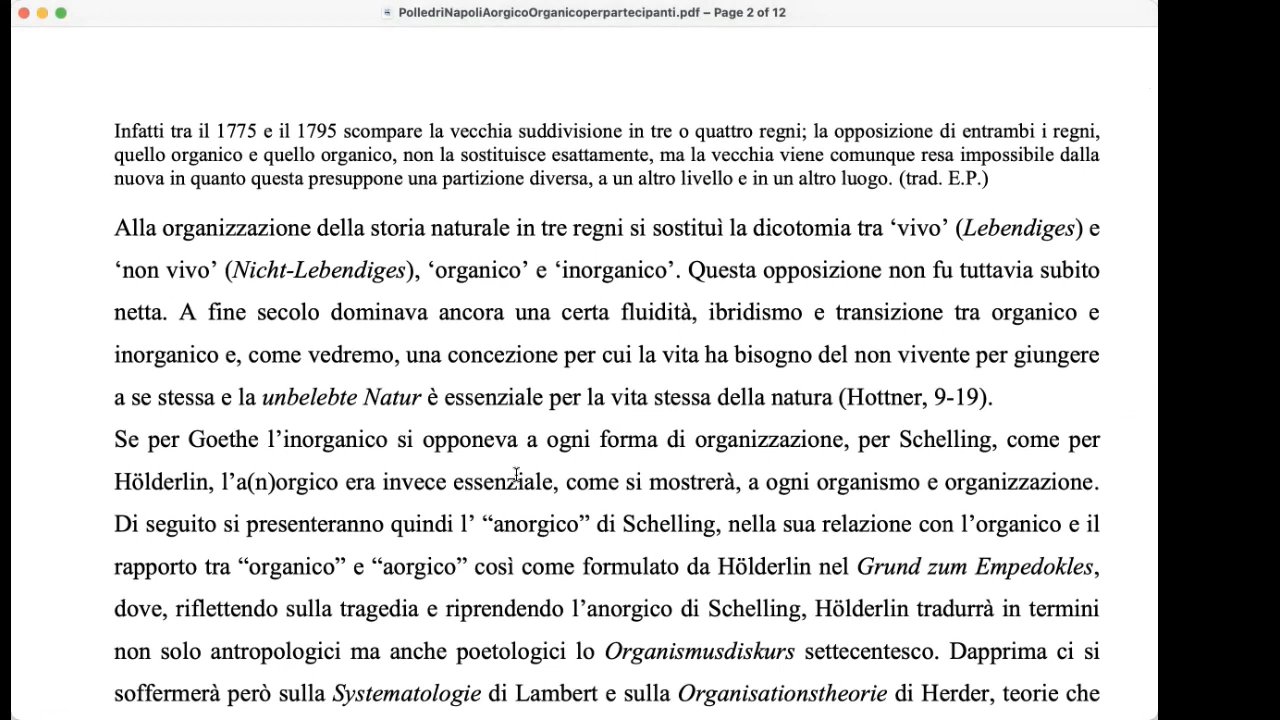 PolledriNapoliAorgicoOrganicoperpartecipanti.pdf – Page 2 of 12
Infatti tra il 1775 e il 1795 scompare la vecchia suddivisione in tre o quattro regni; la opposizione di entrambi i regni,
quello organico e quello organico, non la sostituisce esattamente, ma la vecchia viene comunque resa impossibile dalla
nuova in quanto questa presuppone una partizione diversa, a un altro livello e in un altro luogo. (trad. E.P.)
Alla organizzazione della storia naturale in tre regni si sostituì la dicotomia tra ‘vivo’ (Lebendiges) e
‘non vivo’ (Nicht-Lebendiges), ‘organico’ e ‘inorganico’. Questa opposizione non fu tuttavia subito
netta. A fine secolo dominava ancora una certa fluidità, ibridismo e transizione tra organico e
inorganico e, come vedremo, una concezione per cui la vita ha bisogno del non vivente per giungere
a se stessa e la unbelebte Natur è essenziale per la vita stessa della natura (Hottner, 9-19).
Se per Goethe l’inorganico si opponeva a ogni forma di organizzazione, per Schelling, come per
Hölderlin, l’a(n)orgico era invece essenziale, come si mostrerà, a ogni organismo e organizzazione.
Di seguito si presenteranno quindi l’ “anorgico” di Schelling, nella sua relazione con l’organico e il
rapporto tra “organico” e “aorgico” così come formulato da Hölderlin nel Grund zum Empedokles,
dove, riflettendo sulla tragedia e riprendendo l’anorgico di Schelling, Hölderlin tradurrà in termini
non solo antropologici ma anche poetologici lo Organismusdiskurs settecentesco. Dapprima ci si
soffermerà però sulla Systematologie di Lambert e sulla Organisationstheorie di Herder, teorie che